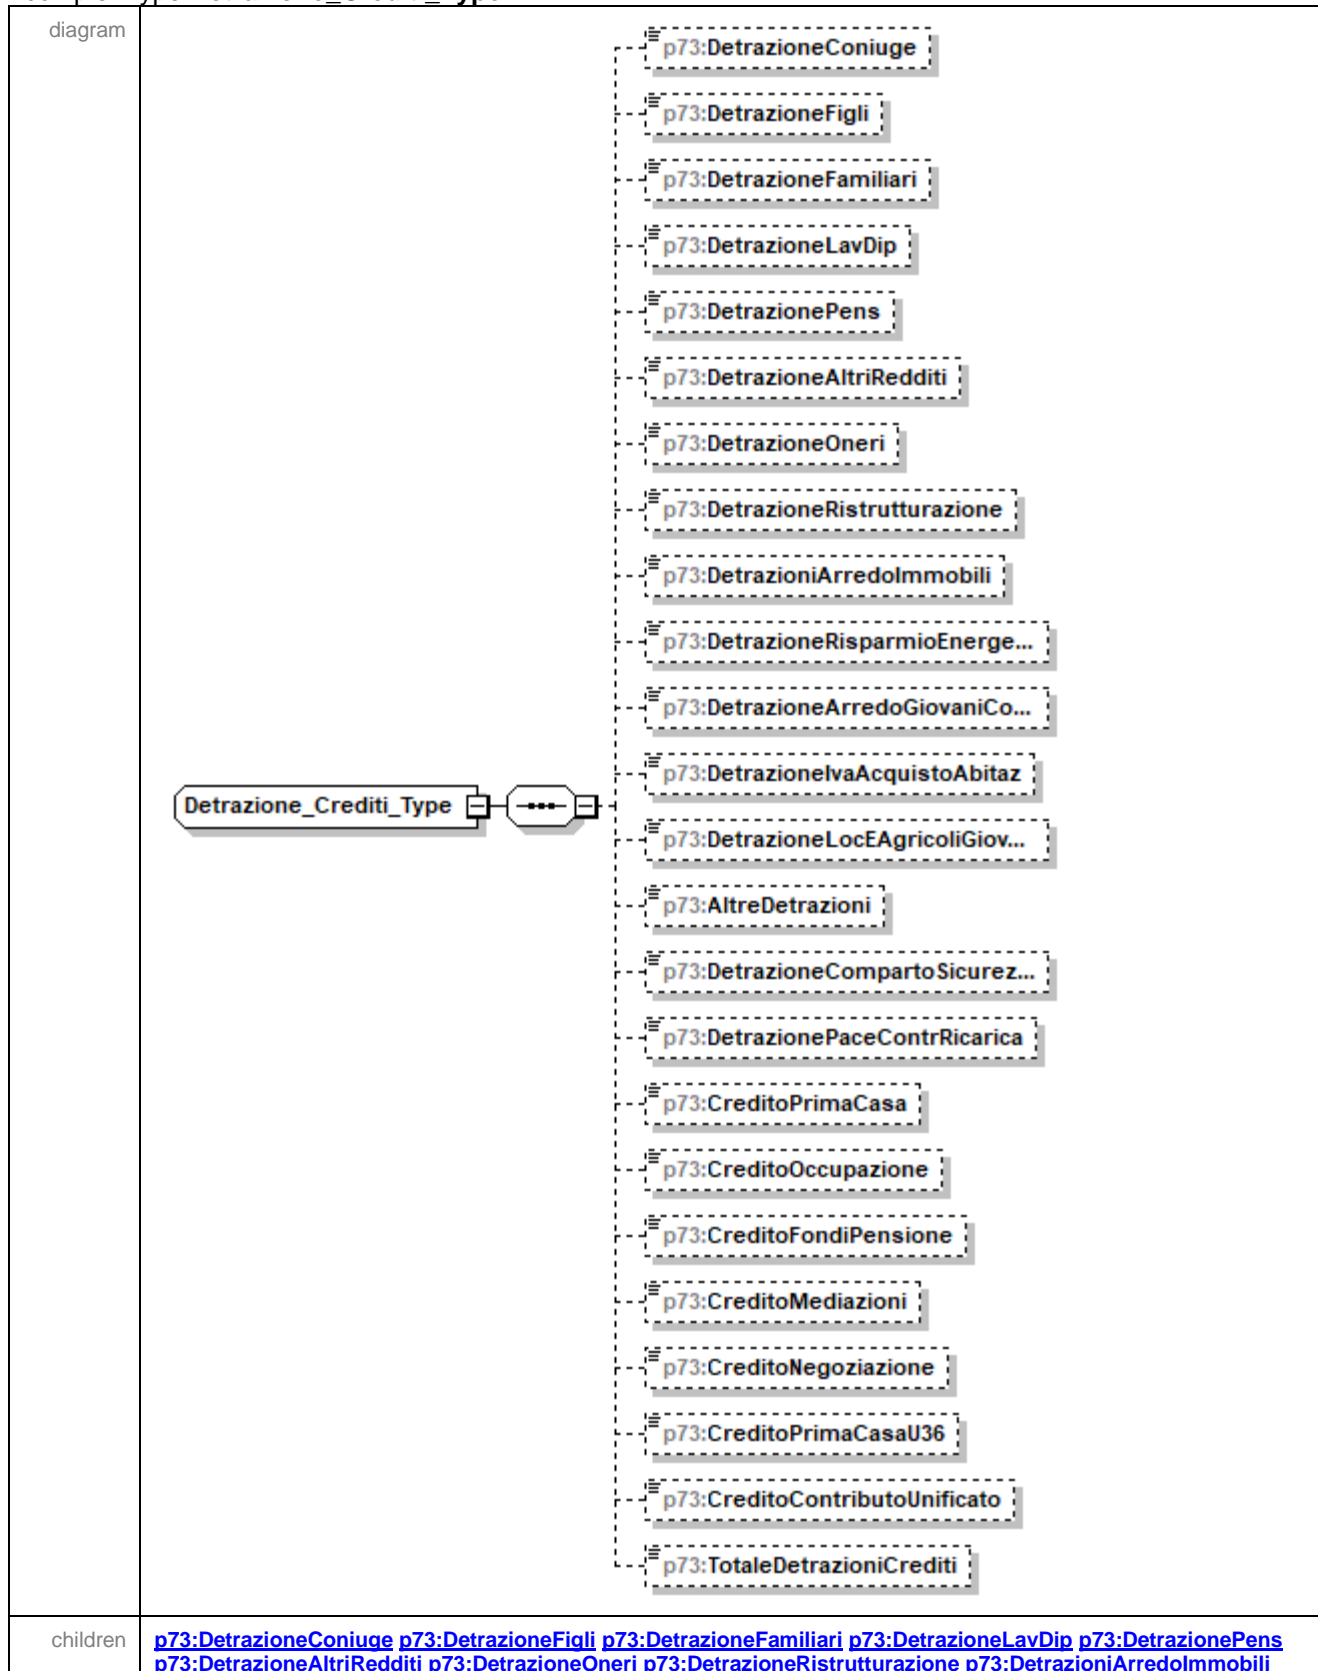 diagram
p73:DetrazioneConiuge
p73:DetrazioneFigli
p73:DetrazioneFamiliari
p73:DetrazioneLavDip
p73:DetrazionePens
p73:DetrazioneAltriRedditi
p73:DetrazioneOneri
p73:DetrazioneRistrutturazione
p73:DetrazioniArredoImmobili
p73:DetrazioneRisparmioEnerge...
p73:DetrazioneArredoGiovaniCo...
p73:DetrazioneIvaAcquistoAbitaz
Detrazione_Crediti_Type
p73:DetrazioneLocEAgricoliGiov...
p73:AltreDetrazioni
p73:DetrazioneCompartoSicurez...
p73:DetrazionePaceContrRicarica
p73:CreditoPrimaCasa
p73:CreditoOccupazione
p73:CreditoFondiPensione
p73:CreditoMediazioni
p73:CreditoNegoziazione
p73:CreditoPrimaCasaU36
p73:CreditoContributoUnificato
p73:TotaleDetrazioniCrediti
children
p73:DetrazioneConiuge p73:DetrazioneFigli p73:DetrazioneFamiliari p73:DetrazioneLavDip p73:DetrazionePens
p73:DetrazioneAltriRedditi p73:DetrazioneOneri p73:DetrazioneRistrutturazione p73:DetrazioniArredoImmobili